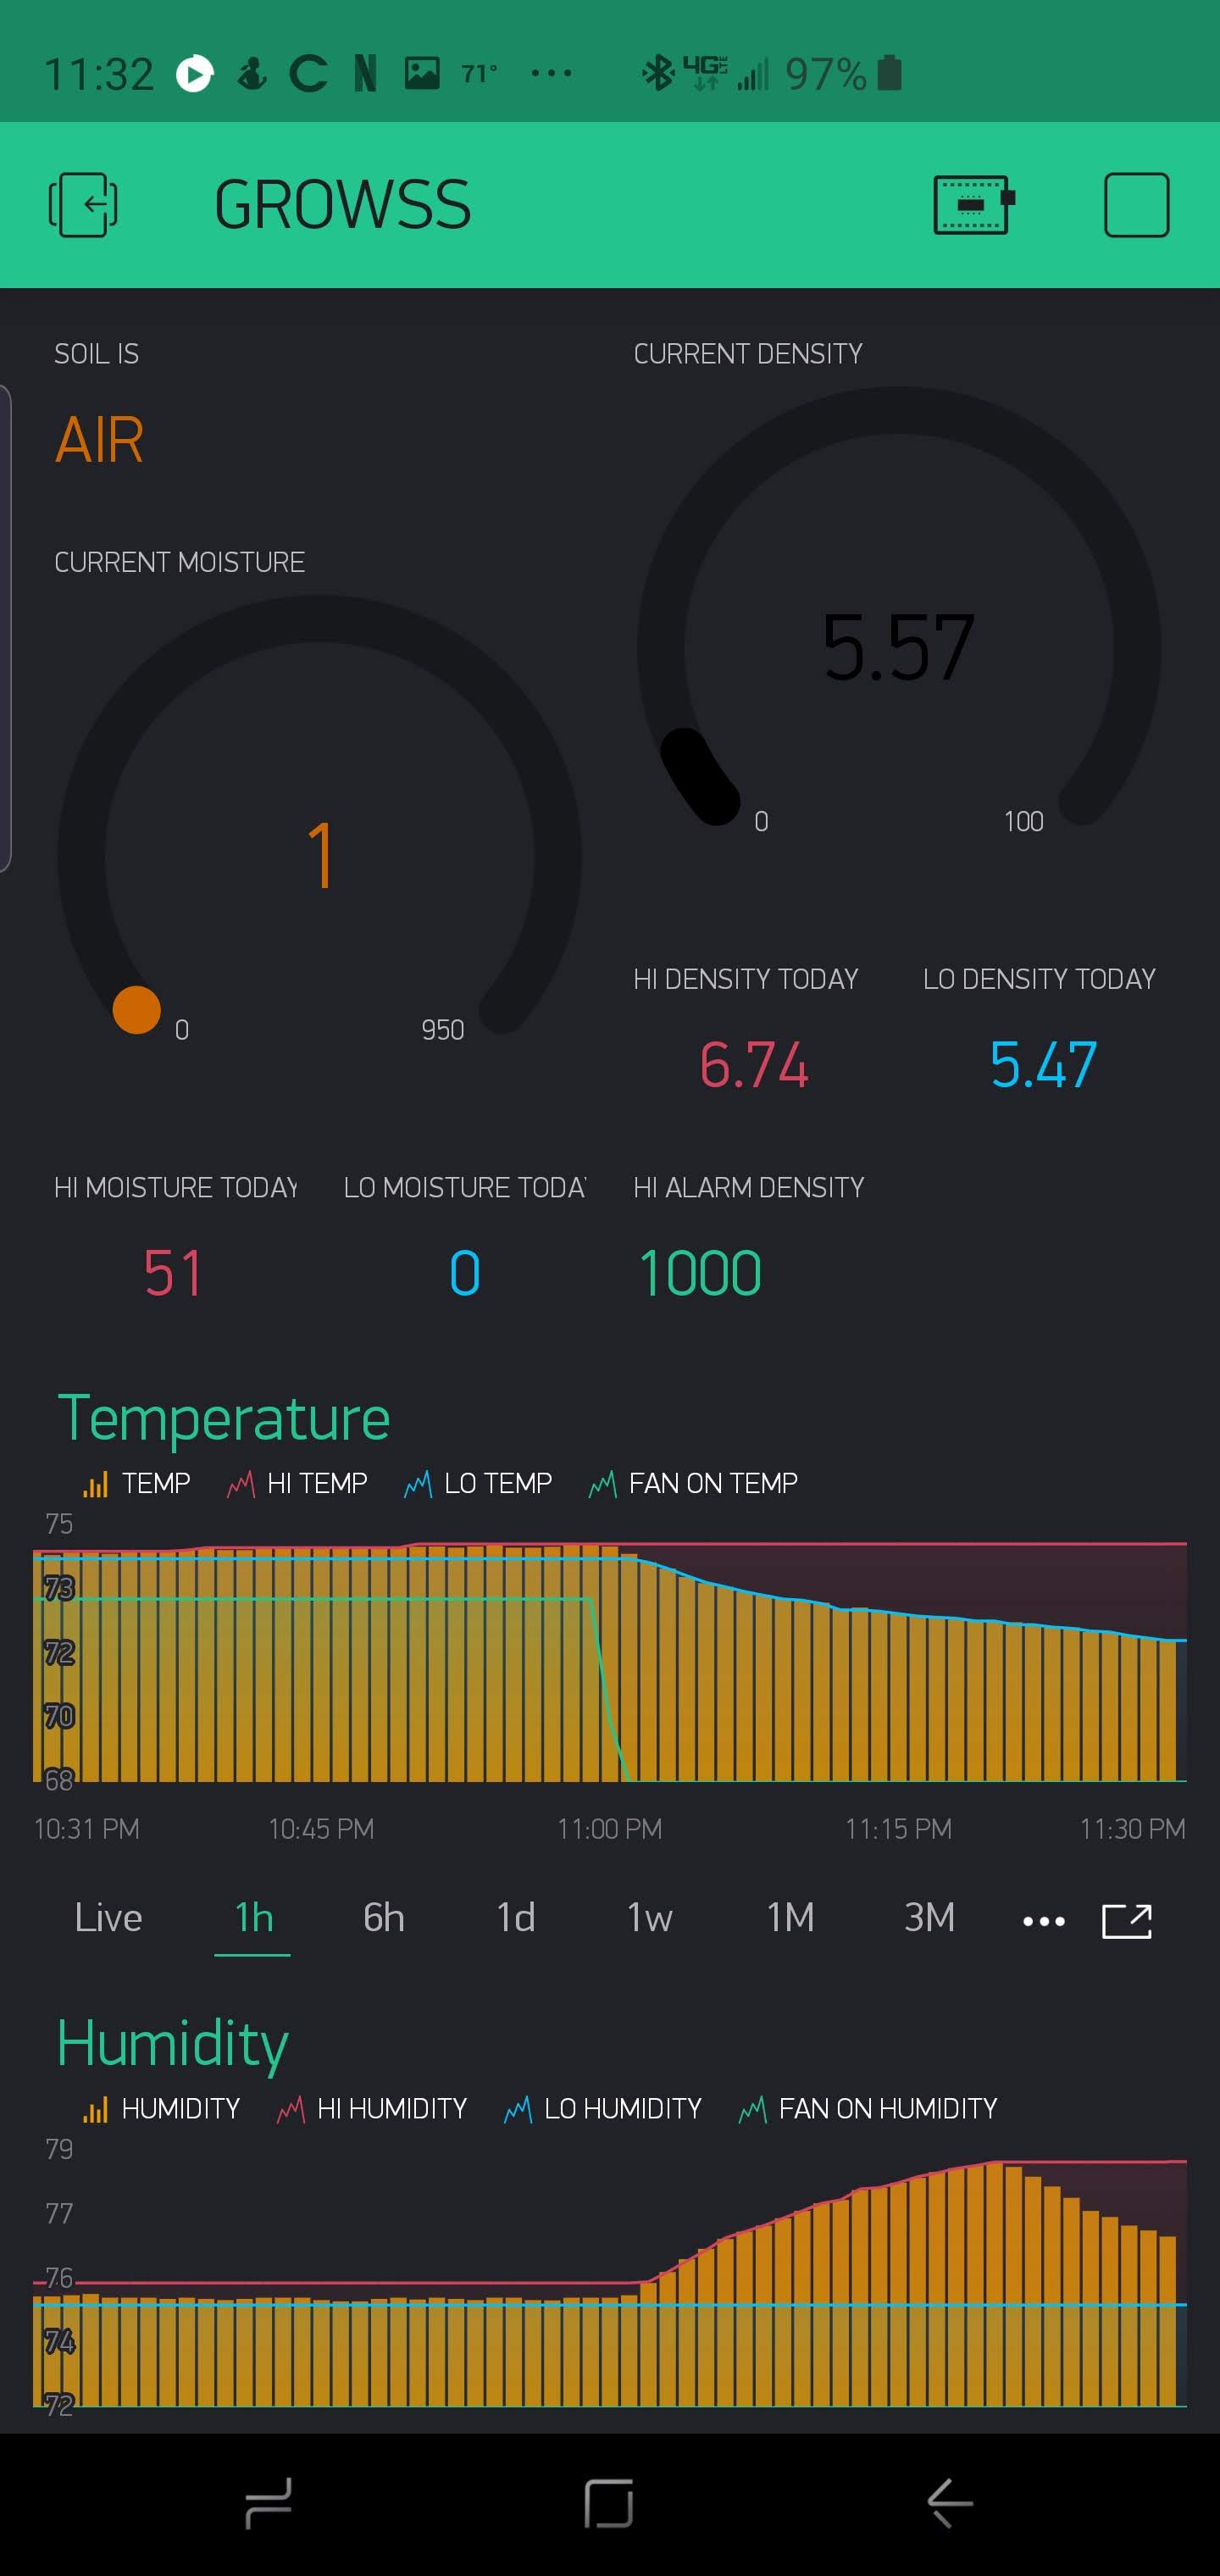 11:32 71° ... 4G LTE 97%
GROWSS
SOIL IS
AIR
CURRENT DENSITY
5.57
0 100
CURRENT MOISTURE
1
0 950
HI DENSITY TODAY LO DENSITY TODAY
6.74 5.47
HI MOISTURE TODAY LO MOISTURE TODA HI ALARM DENSITY
51 0 1000
Temperature
TEMP HI TEMP LO TEMP FAN ON TEMP
75
73
72
70
68
10:31 PM 10:45 PM 11:00 PM 11:15 PM 11:30 PM
Live 1h 6h 1d 1w 1M 3M ...
Humidity
HUMIDITY HI HUMIDITY LO HUMIDITY FAN ON HUMIDITY
79
77
76
74
72